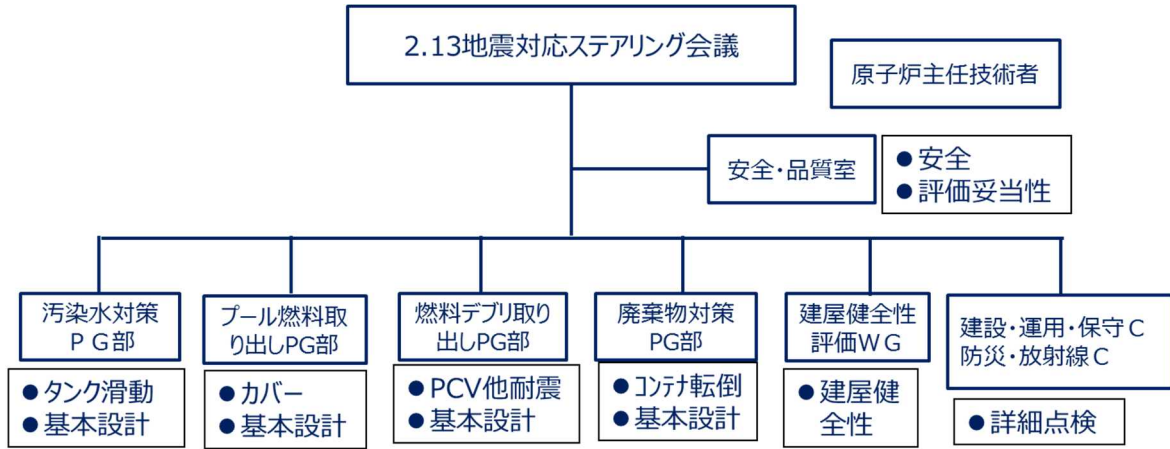 2.13地震対応ステアリング会議
原子炉主任技術者
安全・品質室
● 安全
● 評価妥当性
汚染水対策
ＰＧ部
● タンク滑動
● 基本設計
プール燃料取
り出しPG部
● カバー
● 基本設計
燃料デブリ取り
出しPG部
● PCV他耐震
● 基本設計
廃棄物対策
PG部
● コンテナ転倒
● 基本設計
建屋健全性
評価ＷＧ
● 建屋健
全性
建設・運用・保守Ｃ
防災・放射線Ｃ
● 詳細点検